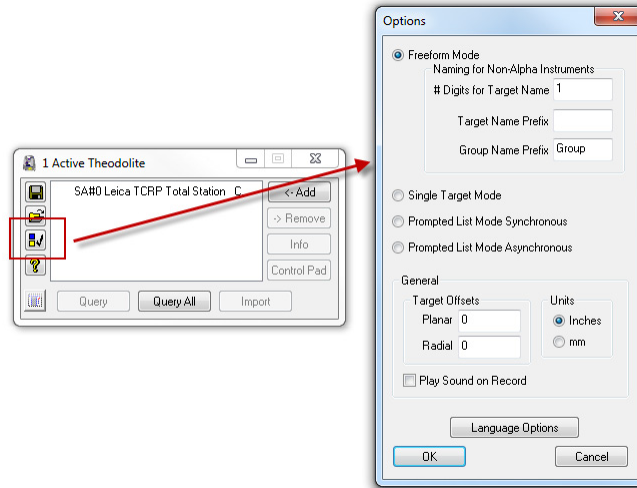 1 Active Theodolite
SA#0 Leica TCRP Total Station C
<- Add
-> Remove
Info
Control Pad
Query
Query All
Import
Options
Freeform Mode
Naming for Non-Alpha Instruments
# Digits for Target Name 1
Target Name Prefix
Group Name Prefix Group
Single Target Mode
Prompted List Mode Synchronous
Prompted List Mode Asynchronous
General
Target Offsets
Planar 0
Radial 0
Units
Inches
mm
Play Sound on Record
Language Options
OK
Cancel